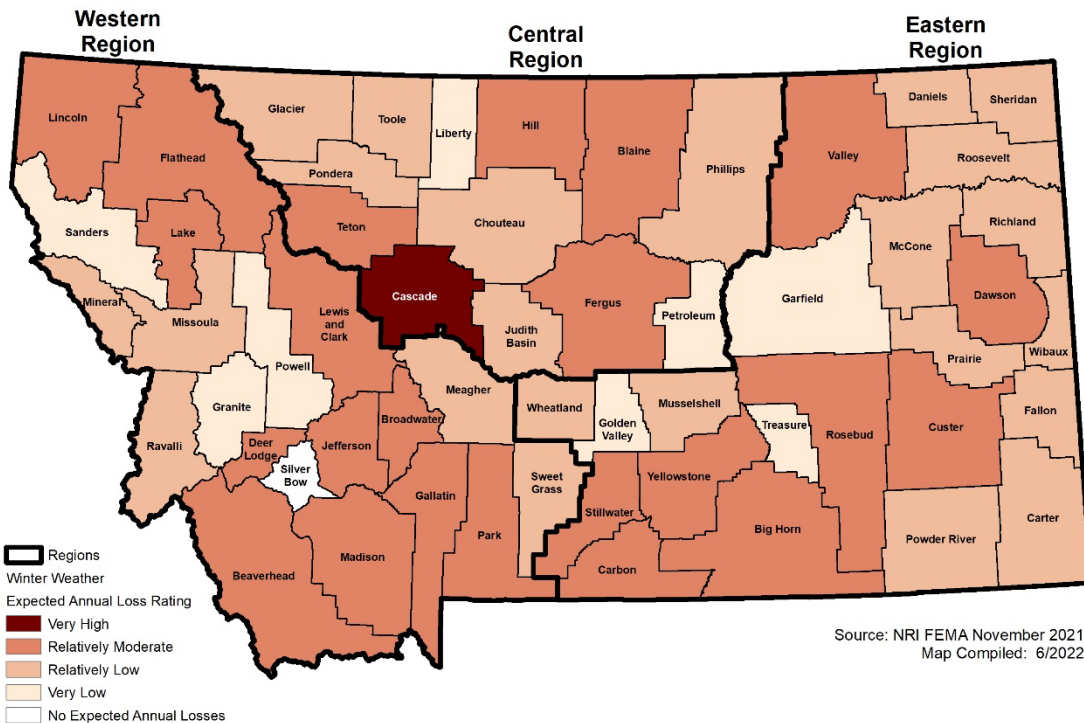 Western
Region
Central
Region
Eastern
Region
Lincoln
Flathead
Glacier
Toole
Liberty
Hill
Blaine
Phillips
Valley
Daniels
Sheridan
Roosevelt
Pondera
Sanders
Lake
Teton
Chouteau
Richland
McCone
Mineral
Missoula
Lewis
and
Clark
Cascade
Judith
Basin
Fergus
Petroleum
Garfield
Dawson
Prairie
Wibaux
Powell
Granite
Ravalli
Deer
Lodge
Silver
Bow
Jefferson
Broadwater
Meagher
Wheatland
Golden
Valley
Musselshell
Treasure
Rosebud
Custer
Fallon
Gallatin
Park
Sweet
Grass
Stillwater
Yellowstone
Big Horn
Powder River
Carter
Beaverhead
Madison
Carbon
Regions
Winter Weather
Expected Annual Loss Rating
Very High
Relatively Moderate
Relatively Low
Very Low
No Expected Annual Losses
Source: NRI FEMA November 2021
Map Compiled: 6/2022